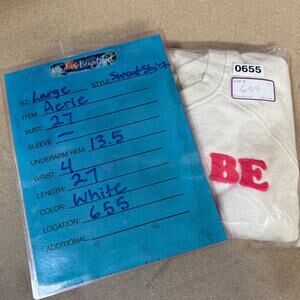 STYLE: Sweatshirt
SZ: Large
ITEM: Aerie
BUST: 27
SLEEVE: —
UNDERARM HEM: 13.5
WRIST: 4
LENGTH: 27
COLOR: White
LOCATION: 655
ADDITIONAL:
0655
655
BE